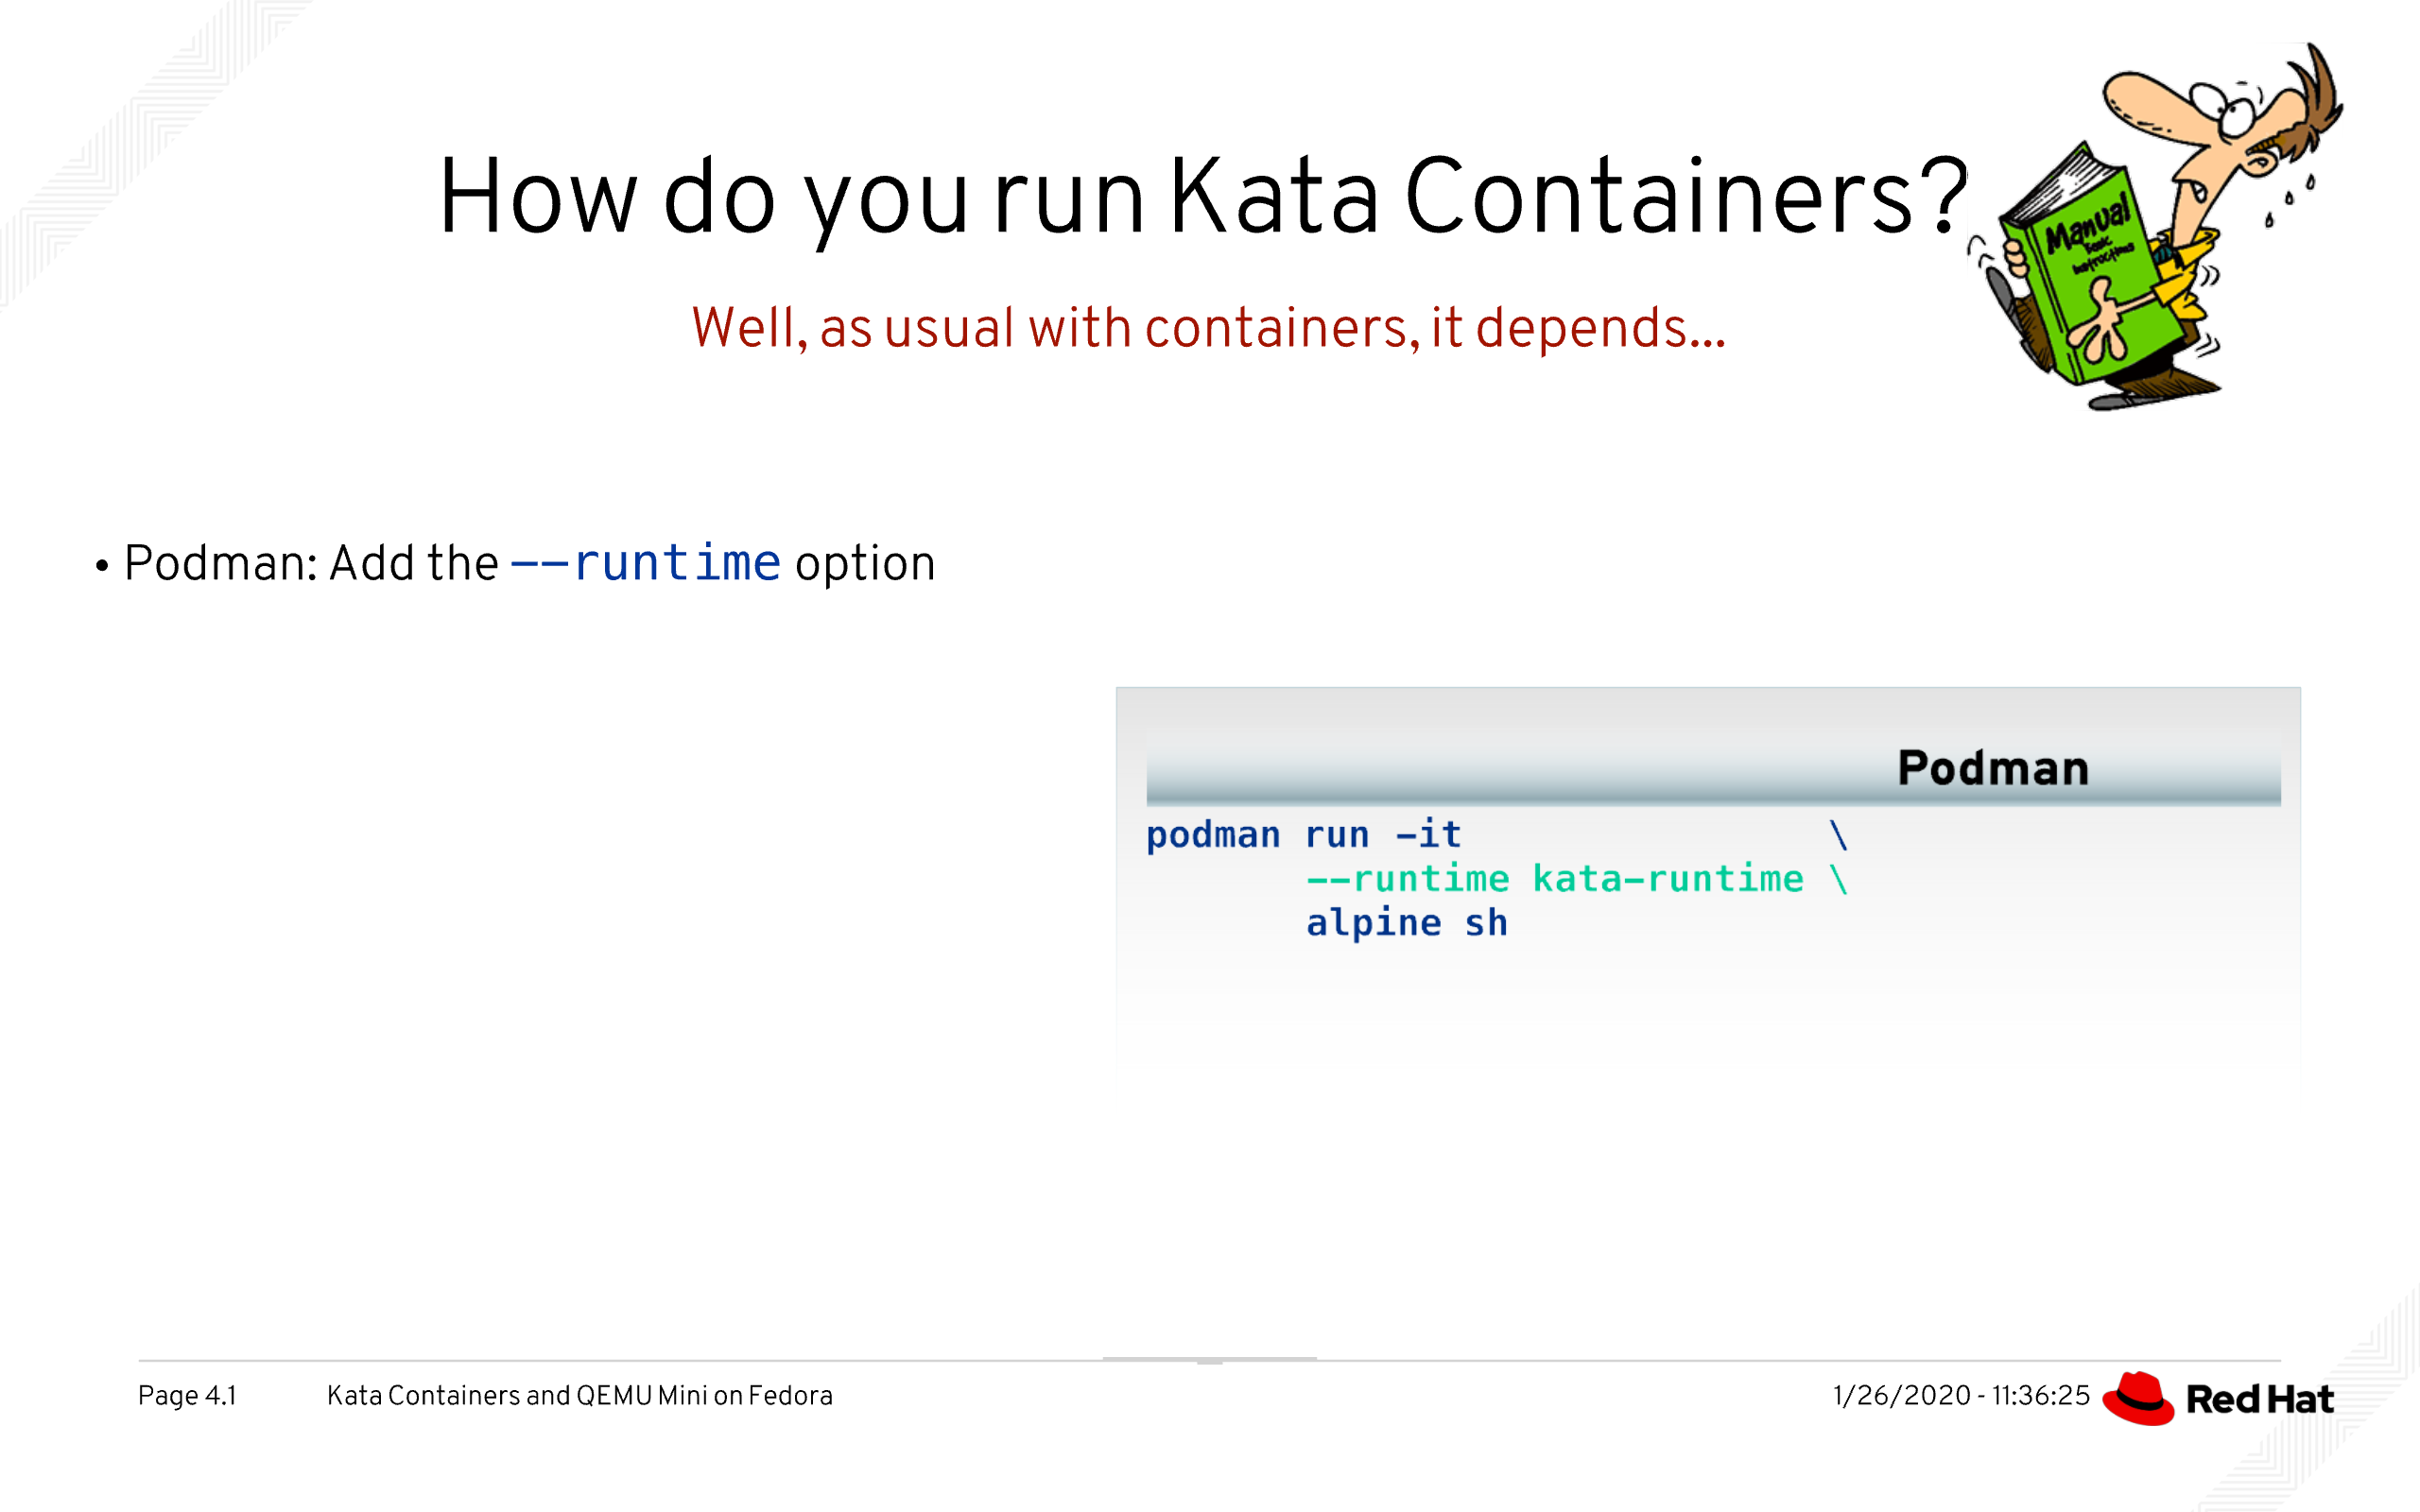 How do you run Kata Containers?
Well, as usual with containers, it depends...
Manual
Basic
Instructions
• Podman: Add the --runtime option
Podman
podman run -it \
--runtime kata-runtime \
alpine sh
Page 4.1 Kata Containers and QEMU Mini on Fedora 1/26/2020 - 11:36:25 Red Hat